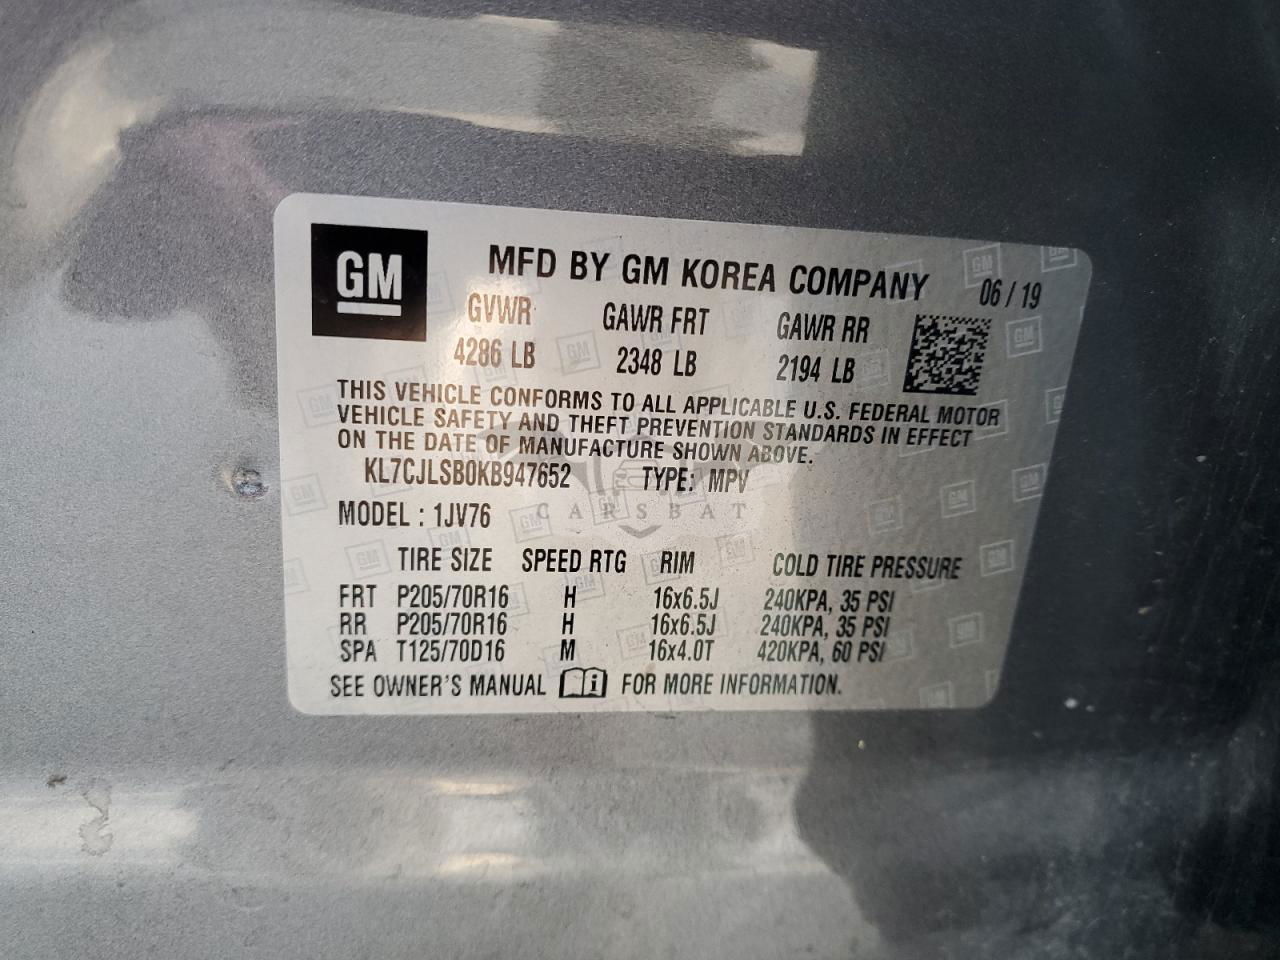 GM
MFD BY GM KOREA COMPANY 06 / 19
GVWR GAWR FRT GAWR RR
4286 LB 2348 LB 2194 LB
THIS VEHICLE CONFORMS TO ALL APPLICABLE U.S. FEDERAL MOTOR
VEHICLE SAFETY AND THEFT PREVENTION STANDARDS IN EFFECT
ON THE DATE OF MANUFACTURE SHOWN ABOVE.
KL7CJLSB0KB947652 TYPE: MPV
CARSBAT
MODEL : 1JV76
TIRE SIZE SPEED RTG RIM COLD TIRE PRESSURE
FRT P205/70R16 H 16x6.5J 240KPA, 35 PSI
RR P205/70R16 H 16x6.5J 240KPA, 35 PSI
SPA T125/70D16 M 16x4.0T 420KPA, 60 PSI
SEE OWNER'S MANUAL i FOR MORE INFORMATION.